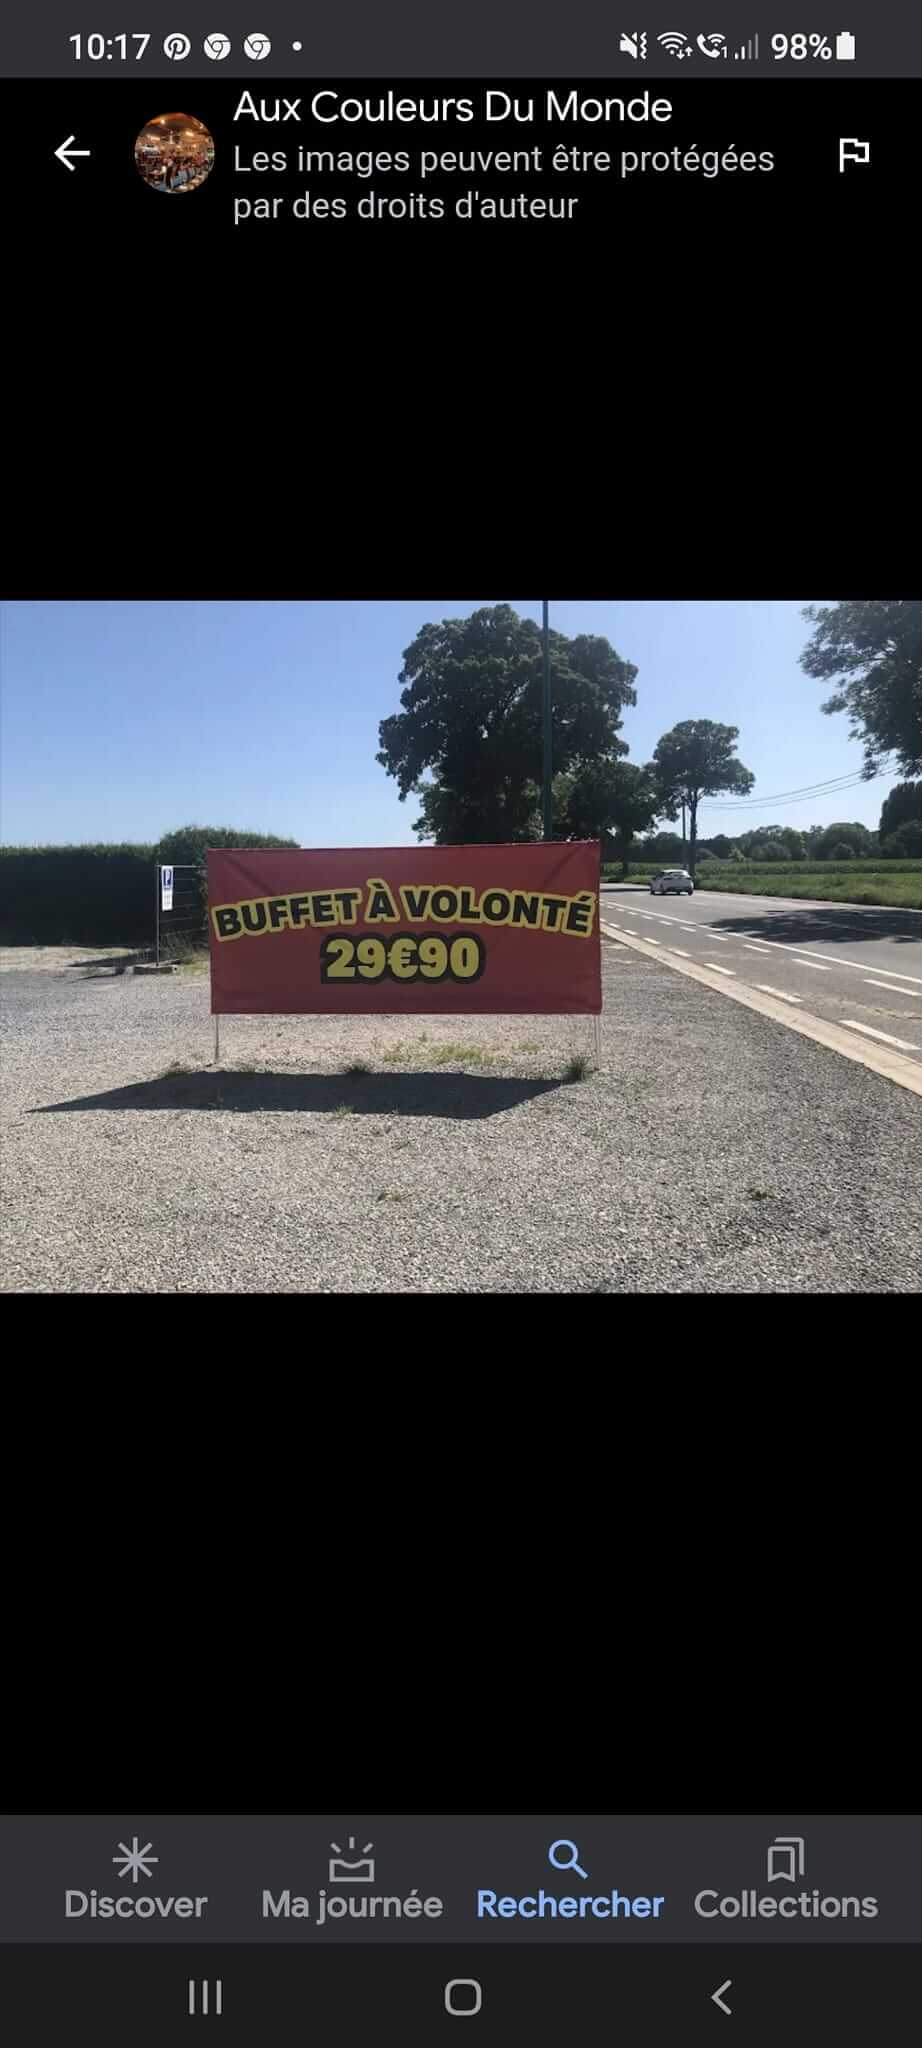 10:17
98%
Aux Couleurs Du Monde
Les images peuvent être protégées
par des droits d'auteur
P
BUFFET À VOLONTÉ
29€90
Discover Ma journée Rechercher Collections